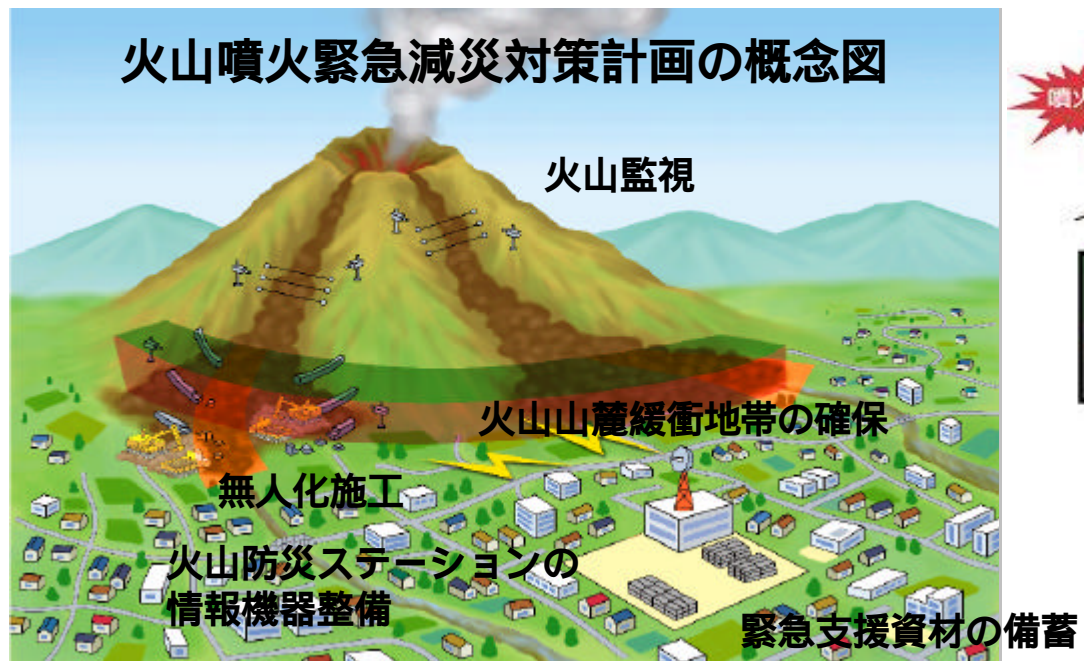 火山噴火緊急減災対策計画の概念図
火山監視
火山山麓緩衝地帯の確保
無人化施工
火山防災ステーションの
情報機器整備
緊急支援資材の備蓄